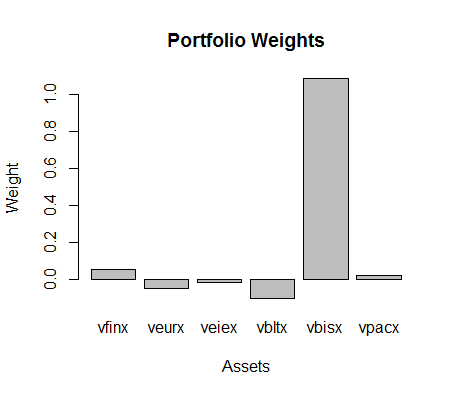 Portfolio Weights
Weight
1.0
0.8
0.6
0.4
0.2
0.0
vfinx veurx veiex vbltx vbisx vpacx
Assets